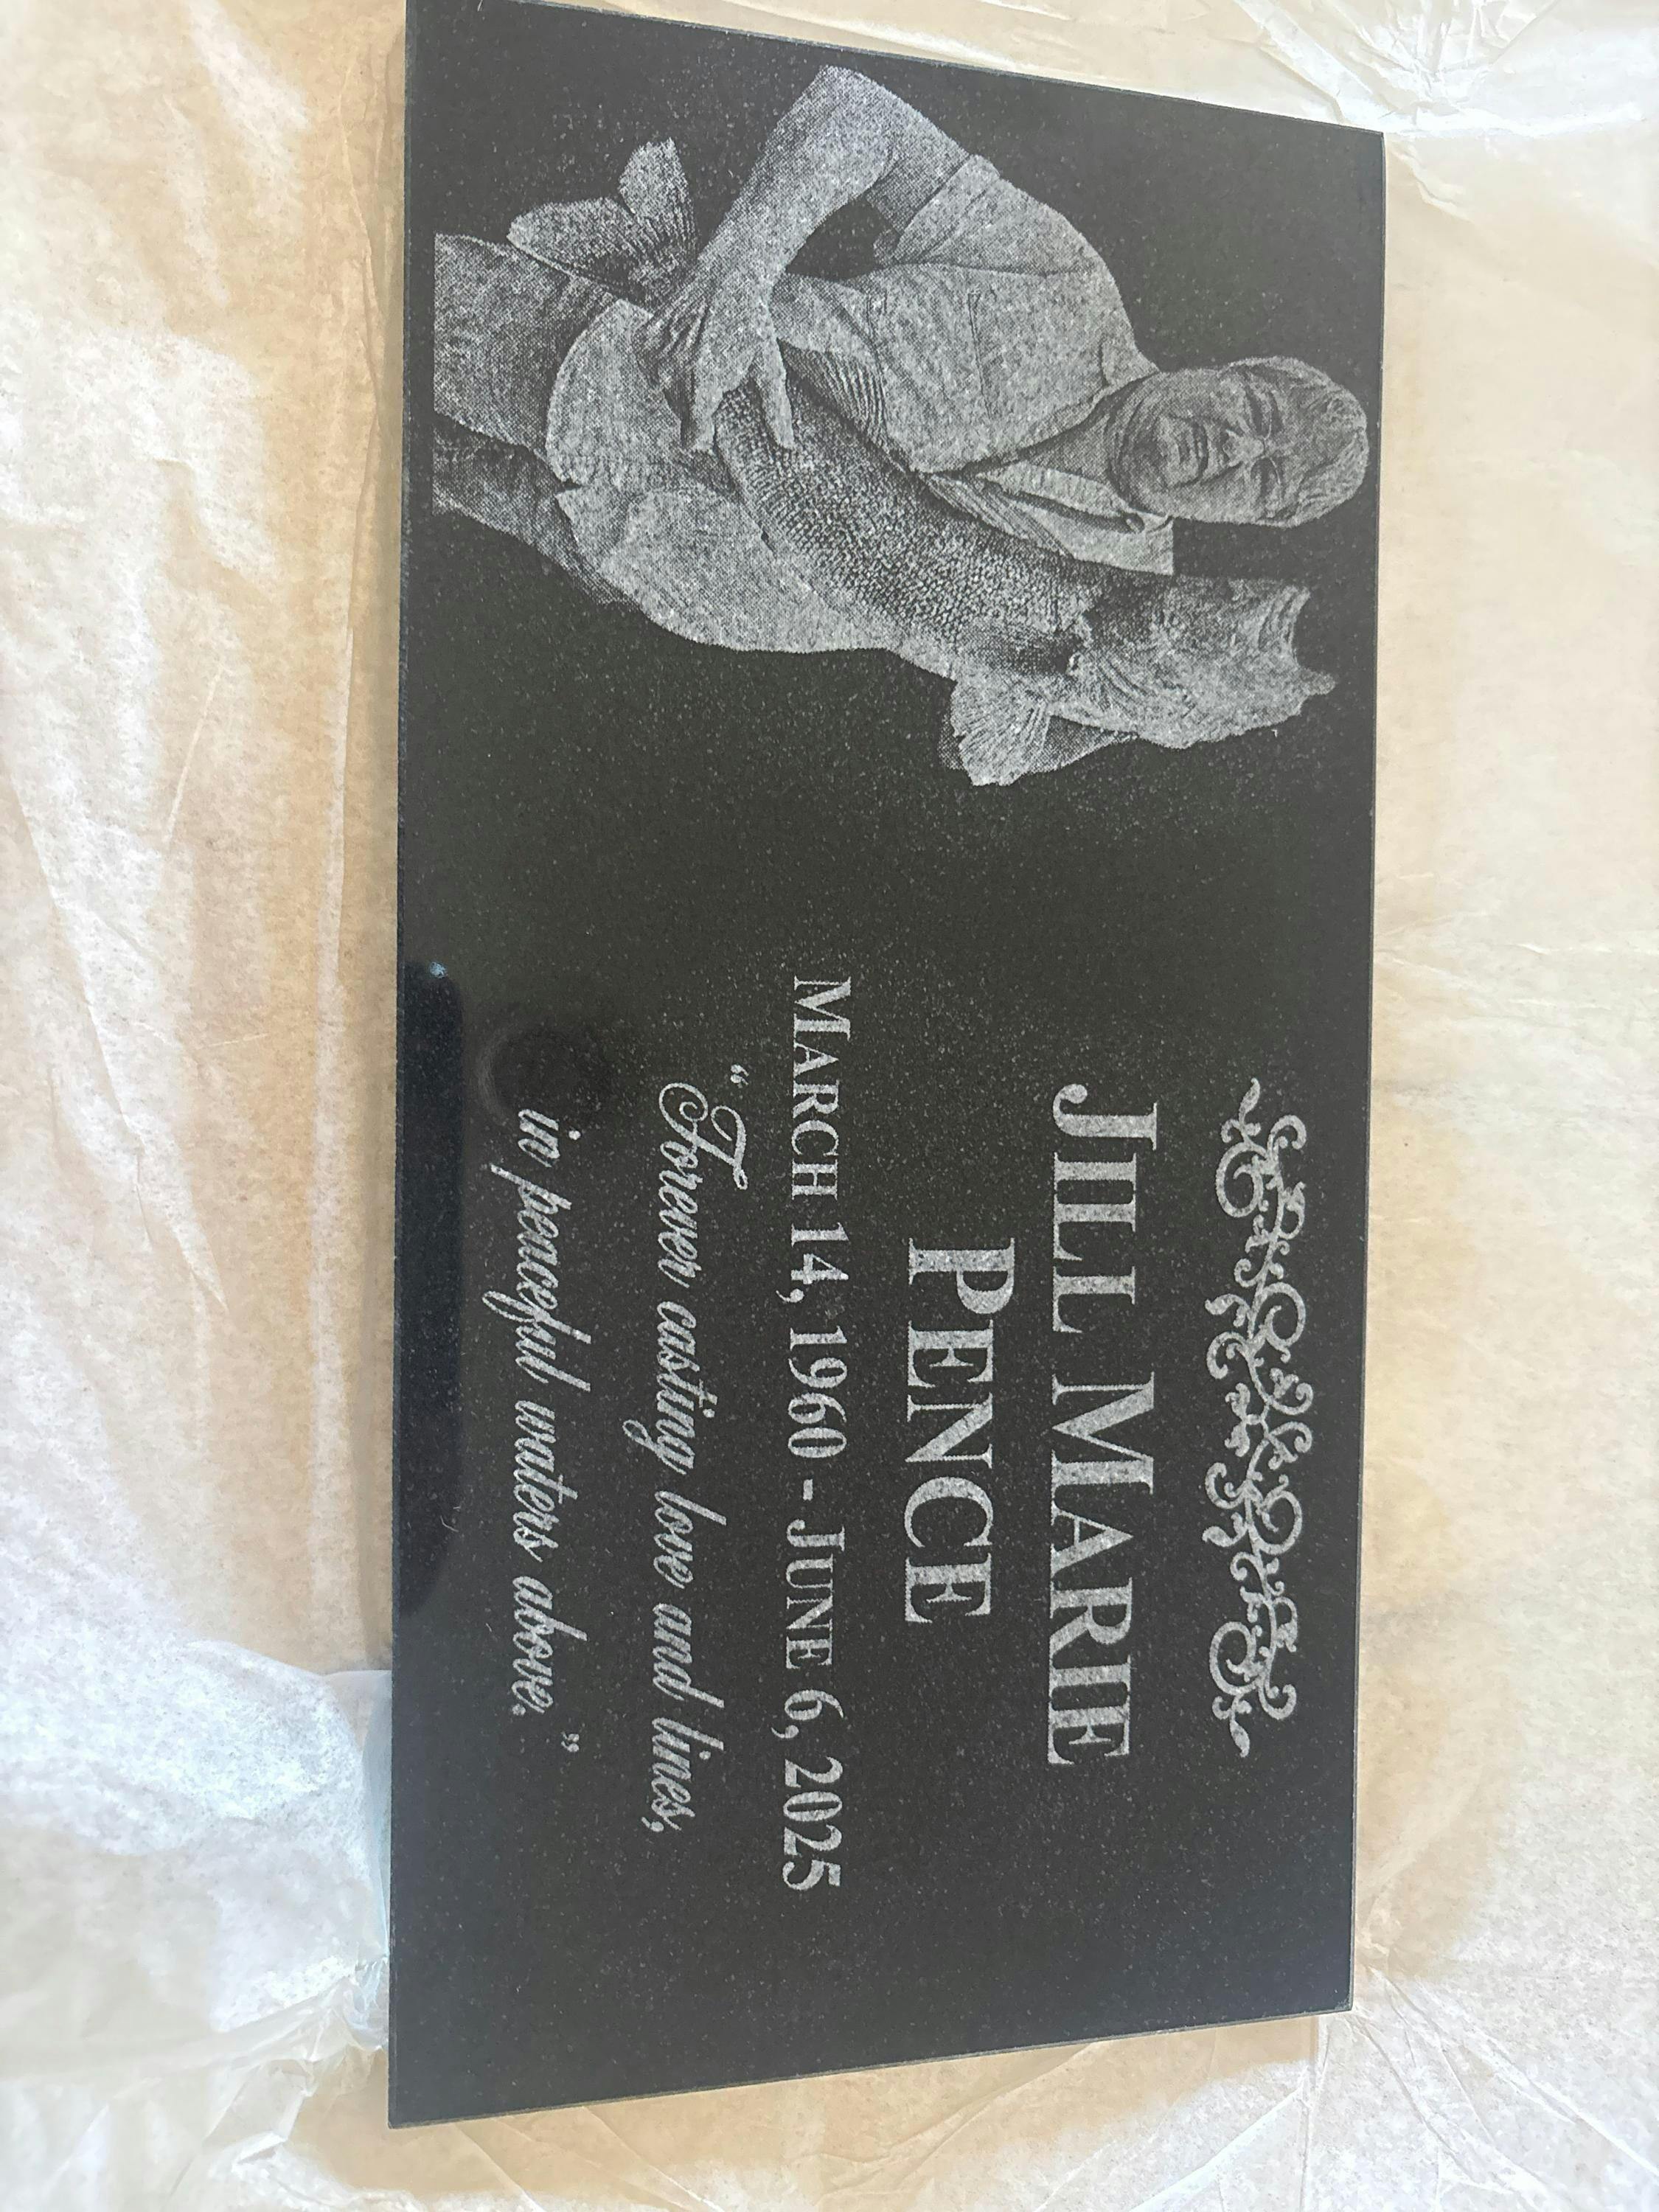 JILL MARIE
PENCE
MARCH 14, 1960 - JUNE 6, 2025
"Forever casting love and lines,
in peaceful waters above."